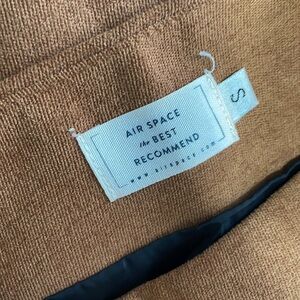 AIR SPACE
the BEST
RECOMMEND
www.airspace.com
S